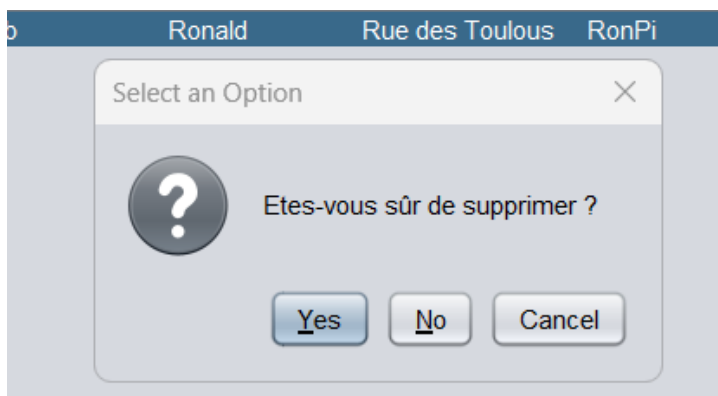 Ronald Rue des Toulous RonPi
Select an Option
Etes-vous sûr de supprimer ?
Yes No Cancel